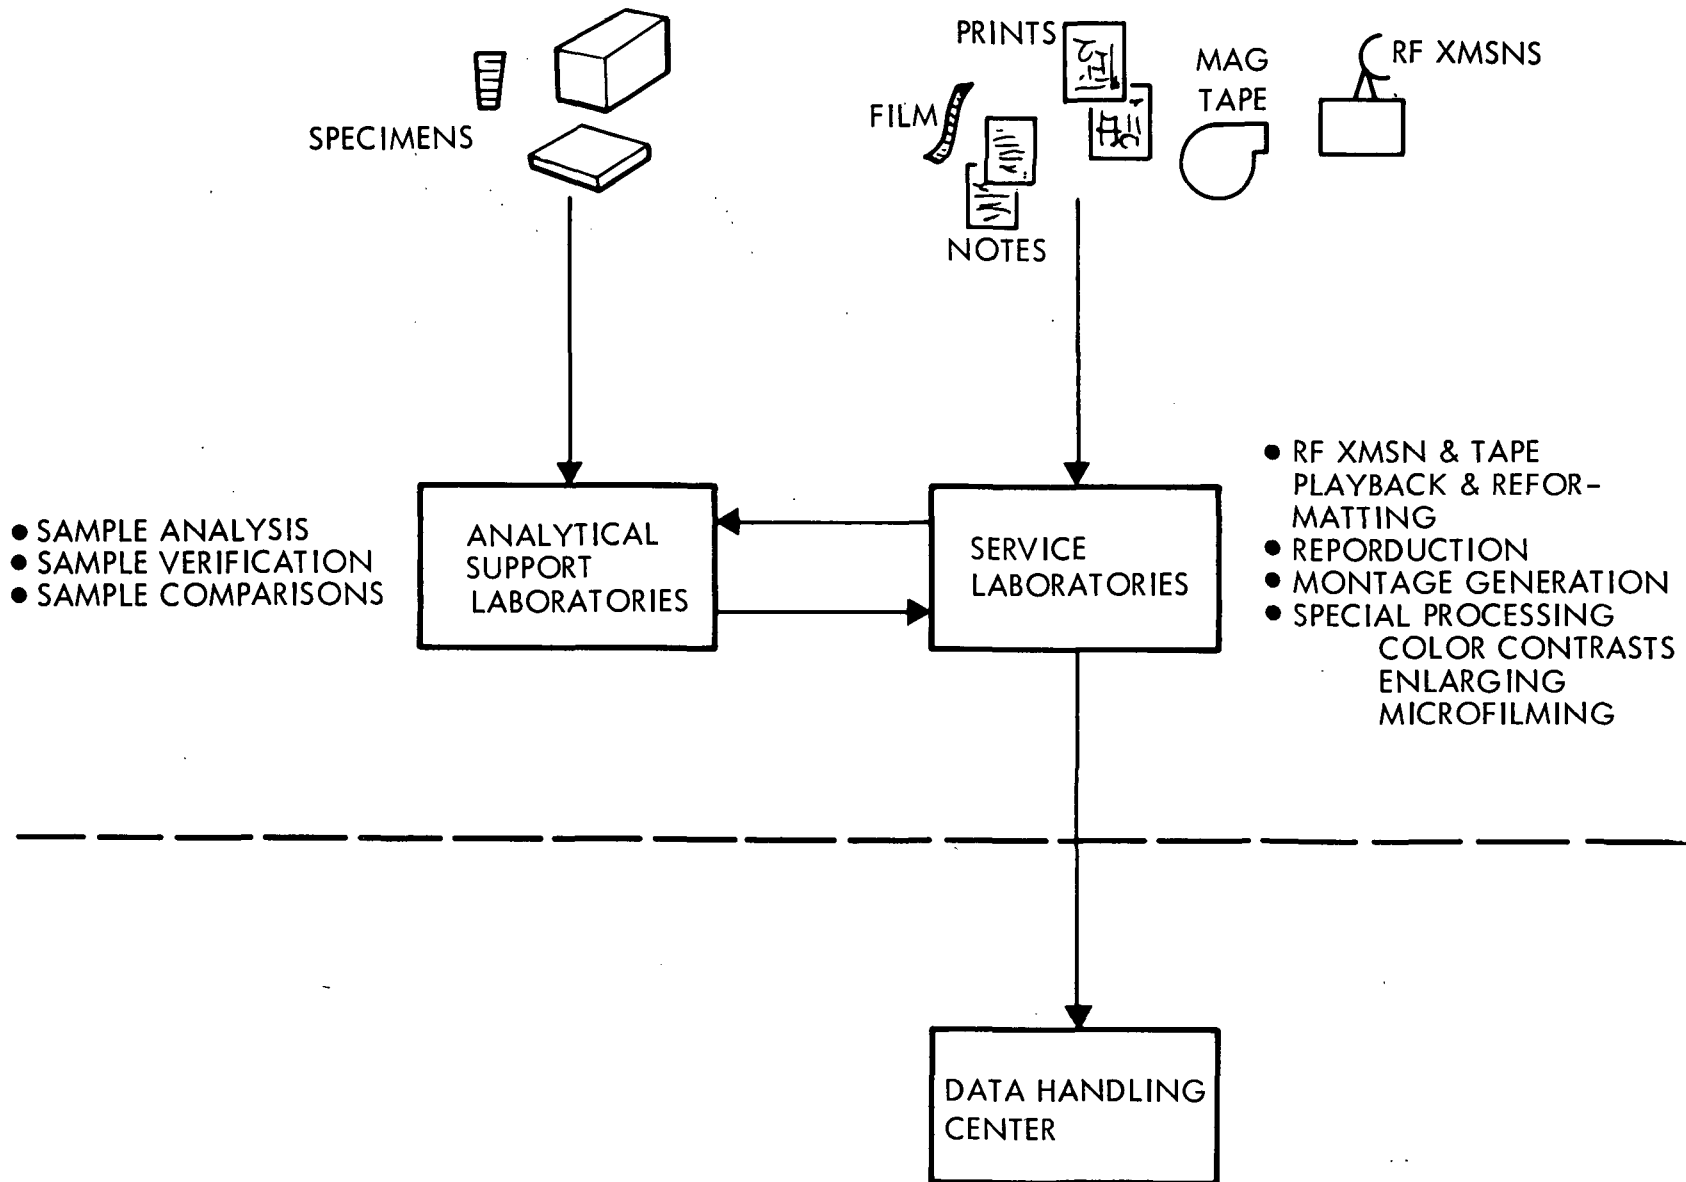 SPECIMENS
PRINTS
FILM
NOTES
MAG
TAPE
RF XMSNS
● SAMPLE ANALYSIS
● SAMPLE VERIFICATION
● SAMPLE COMPARISONS
ANALYTICAL
SUPPORT
LABORATORIES
SERVICE
LABORATORIES
● RF XMSN & TAPE
PLAYBACK & REFOR-
MATTING
● REPORDUCTION
● MONTAGE GENERATION
● SPECIAL PROCESSING
COLOR CONTRASTS
ENLARGING
MICROFILMING
DATA HANDLING
CENTER